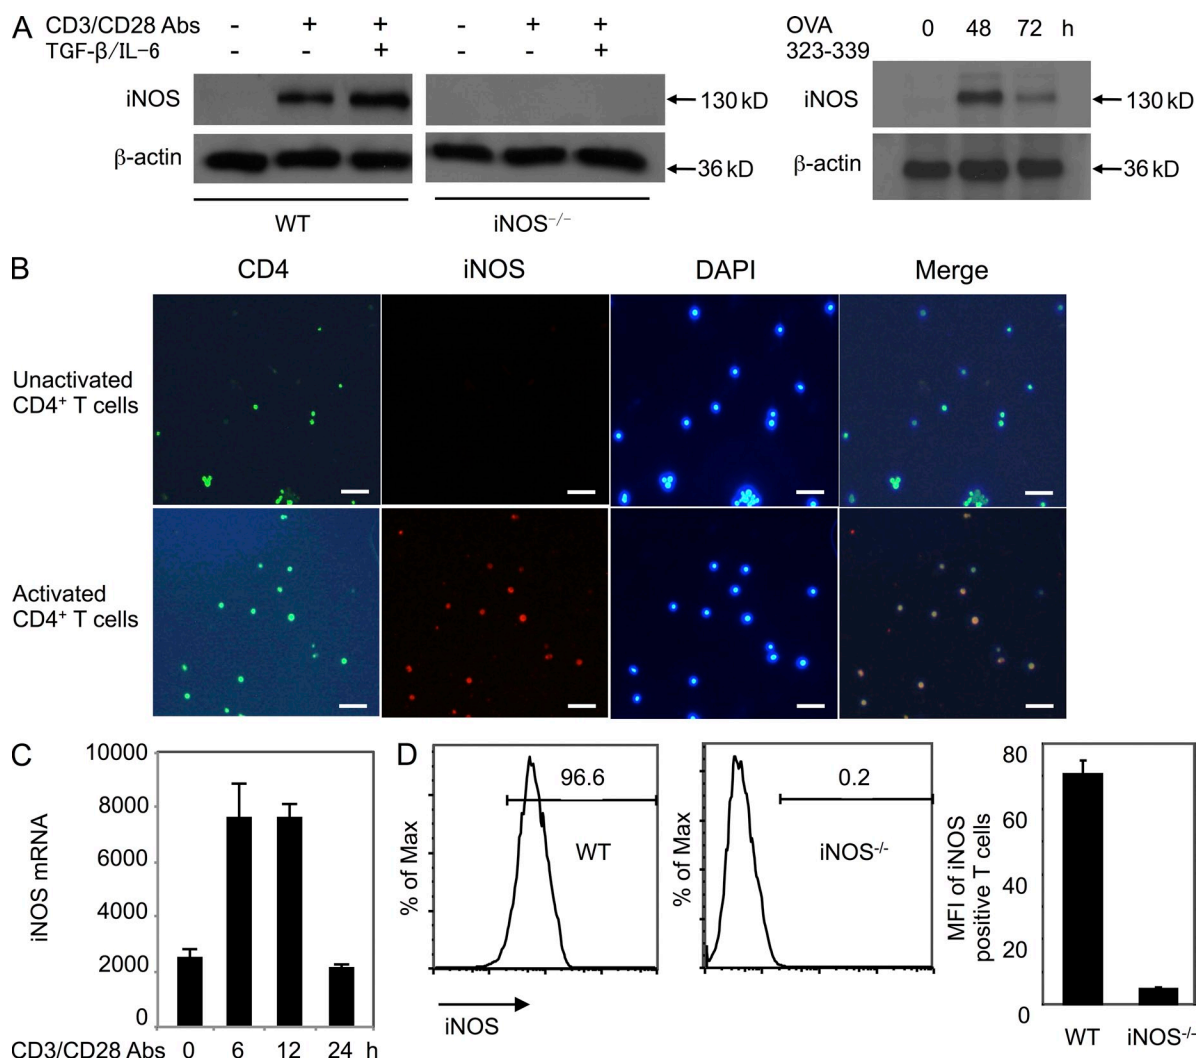 A
CD3/CD28 Abs - + + - + +
TGF-β/IL-6 - - + - - +
iNOS 130 kD
β-actin 36 kD
WT iNOS⁻/⁻
OVA 0 48 72 h
323-339
iNOS 130 kD
β-actin 36 kD
B
CD4 iNOS DAPI Merge
Unactivated
CD4⁺ T cells
Activated
CD4⁺ T cells
C
iNOS mRNA
10000
8000
6000
4000
2000
0
CD3/CD28 Abs 0 6 12 24 h
D
% of Max
96.6
WT
iNOS
% of Max
0.2
iNOS⁻/⁻
MFI of iNOS
positive T cells
80
60
40
20
0
WT iNOS⁻/⁻